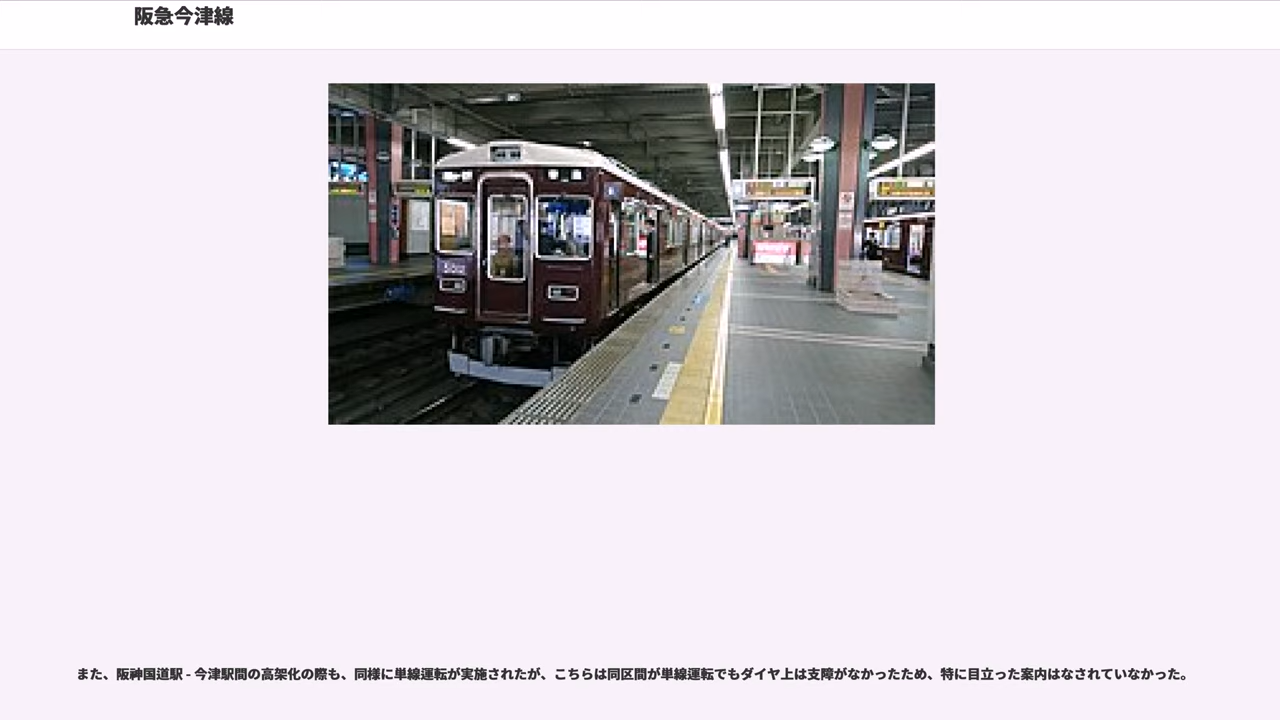 阪急今津線
また、阪神国道駅 - 今津駅間の高架化の際も、同様に単線運転が実施されたが、こちらは同区間が単線運転でもダイヤ上は支障がなかったため、特に目立った案内はなされていなかった。